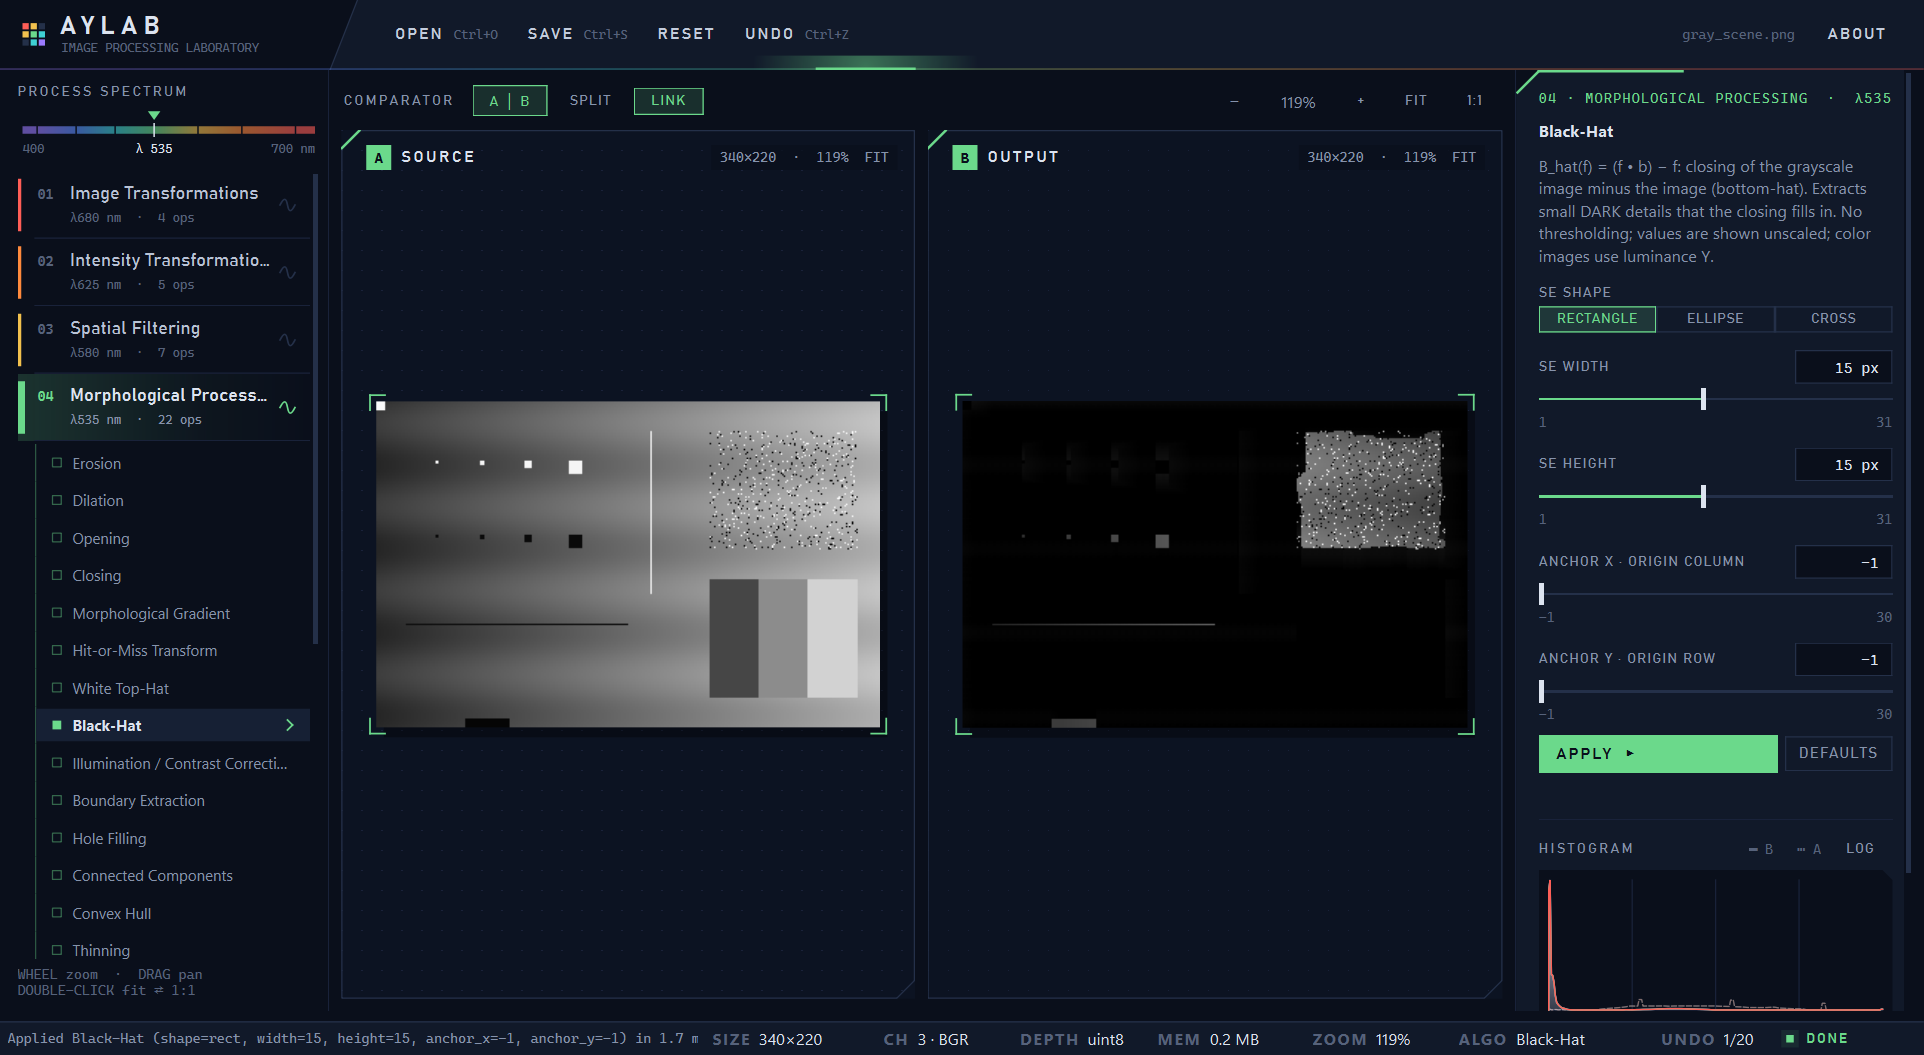 AYLAB
IMAGE PROCESSING LABORATORY
OPEN Ctrl+O SAVE Ctrl+S RESET UNDO Ctrl+Z
gray_scene.png ABOUT
PROCESS SPECTRUM
400 λ 535 700 nm
01 Image Transformations
λ680 nm · 4 ops
02 Intensity Transformatio...
λ625 nm · 5 ops
03 Spatial Filtering
λ580 nm · 7 ops
04 Morphological Process...
λ535 nm · 22 ops
Erosion
Dilation
Opening
Closing
Morphological Gradient
Hit-or-Miss Transform
White Top-Hat
Black-Hat
Illumination / Contrast Correcti...
Boundary Extraction
Hole Filling
Connected Components
Convex Hull
Thinning
WHEEL zoom · DRAG pan
DOUBLE-CLICK fit ⇄ 1:1
COMPARATOR A | B SPLIT LINK
− 119% + FIT 1:1
A SOURCE 340×220 · 119% FIT
B OUTPUT 340×220 · 119% FIT
04 · MORPHOLOGICAL PROCESSING · λ535
Black-Hat
B_hat(f) = (f • b) − f: closing of the grayscale
image minus the image (bottom-hat). Extracts
small DARK details that the closing fills in. No
thresholding; values are shown unscaled; color
images use luminance Y.
SE SHAPE
RECTANGLE ELLIPSE CROSS
SE WIDTH 15 px
1 31
SE HEIGHT 15 px
1 31
ANCHOR X · ORIGIN COLUMN −1
−1 30
ANCHOR Y · ORIGIN ROW −1
−1 30
APPLY ▸ DEFAULTS
HISTOGRAM B A LOG
Applied Black-Hat (shape=rect, width=15, height=15, anchor_x=−1, anchor_y=−1) in 1.7 m
SIZE 340×220 CH 3 · BGR DEPTH uint8 MEM 0.2 MB ZOOM 119% ALGO Black-Hat UNDO 1/20 DONE